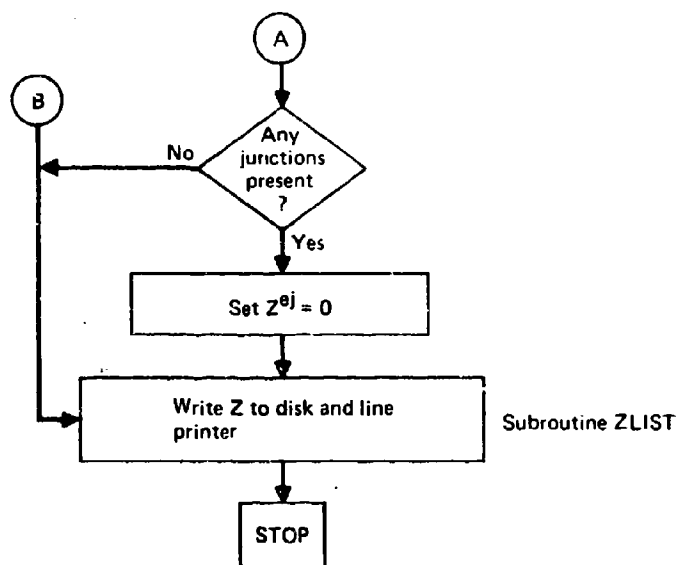 A
B
Any
junctions
present
?
No
Yes
Set Z^ej = 0
Write Z to disk and line
printer
Subroutine ZLIST
STOP